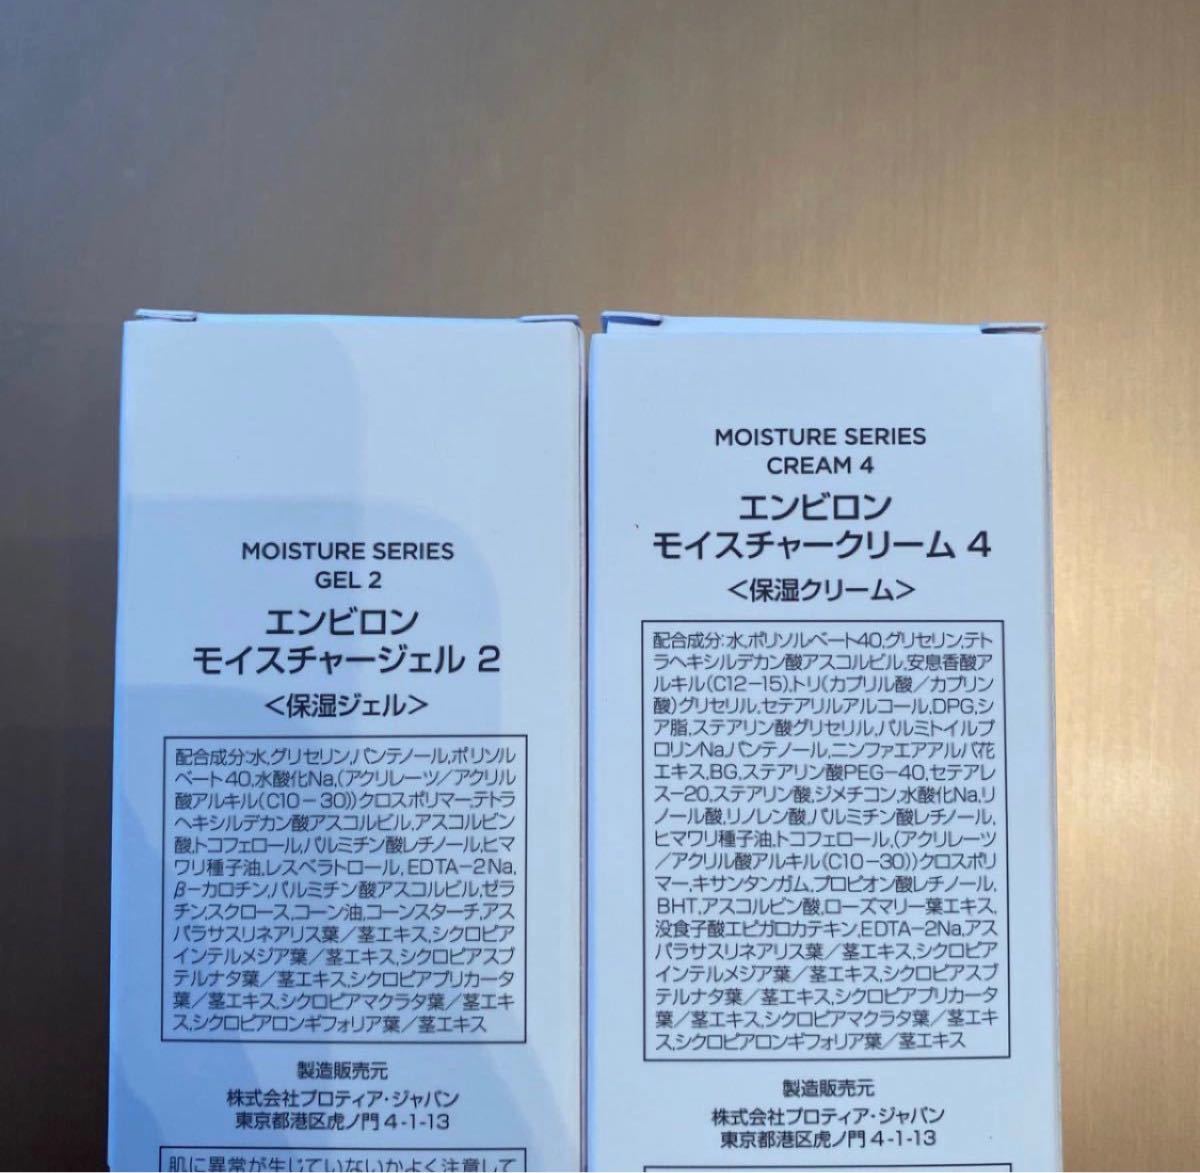 MOISTURE SERIES
GEL 2
エンビロン
モイスチャージェル 2
<保湿ジェル>
配合成分:水,グリセリン,パンテノール,ポリソル
ベート40,水酸化Na,(アクリレーツ/アクリル
酸アルキル(C10-30))クロスポリマー,テトラ
ヘキシルデカン酸アスコルビル,アスコルビン
酸,トコフェロール,パルミチン酸レチノール,ヒマ
ワリ種子油,レスベラトロール,EDTA-2Na,
β-カロチン,パルミチン酸アスコルビル,ゼラ
チン,スクロース,コーン油,コーンスターチ,アス
パラサスリネアリス葉/茎エキス,シクロピア
インテルメジア葉/茎エキス,シクロピアスブ
テルナタ葉/茎エキス,シクロピアプリカータ
葉/茎エキス,シクロピアマクラタ葉/茎エキ
ス,シクロピアロンギフォリア葉/茎エキス
製造販売元
株式会社プロティア・ジャパン
東京都港区虎ノ門4-1-13
肌に異常が生じていないかよく注意して
MOISTURE SERIES
CREAM 4
エンビロン
モイスチャークリーム 4
<保湿クリーム>
配合成分:水,ポリソルベート40,グリセリン,テト
ラヘキシルデカン酸アスコルビル,安息香酸ア
ルキル(C12-15),トリ(カプリル酸/カプリン
酸)グリセリル,セテアリルアルコール,DPG,シ
ア脂,ステアリン酸グリセリル,パルミトイルプ
ロリンNa,パンテノール,ニンファエアアルバ花
エキス,BG,ステアリン酸PEG-40,セテアレ
ス-20,ステアリン酸,ジメチコン,水酸化Na,リ
ノール酸,リノレン酸,パルミチン酸レチノール,
ヒマワリ種子油,トコフェロール,(アクリレーツ
/アクリル酸アルキル(C10-30))クロスポリ
マー,キサンタンガム,プロピオン酸レチノール,
BHT,アスコルビン酸,ローズマリー葉エキス,
没食子酸エピガロカテキン,EDTA-2Na,アス
パラサスリネアリス葉/茎エキス,シクロピア
インテルメジア葉/茎エキス,シクロピアスブ
テルナタ葉/茎エキス,シクロピアプリカータ
葉/茎エキス,シクロピアマクラタ葉/茎エキ
ス,シクロピアロンギフォリア葉/茎エキス
製造販売元
株式会社プロティア・ジャパン
東京都港区虎ノ門4-1-13